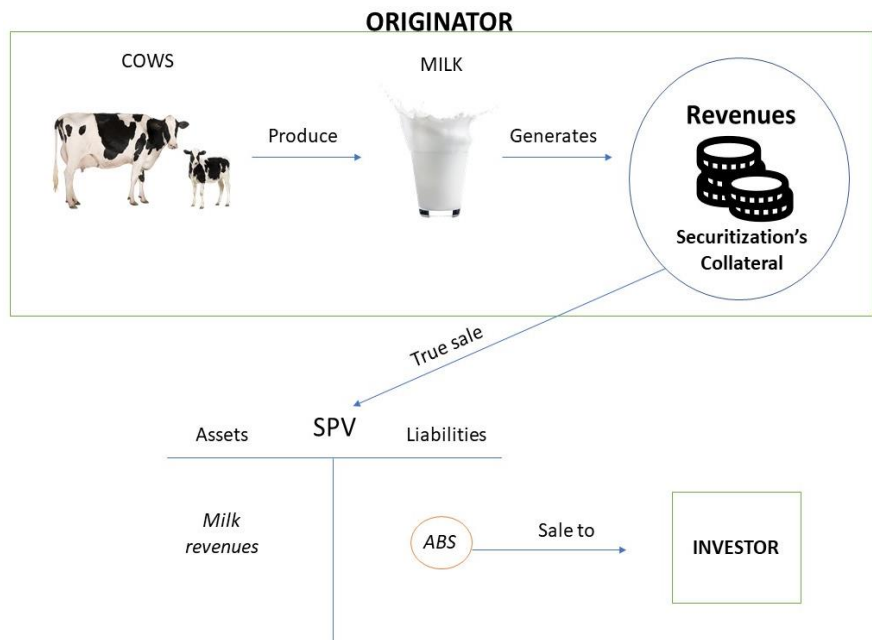 ORIGINATOR
COWS
MILK
Produce
Generates
Revenues
Securitization's
Collateral
True sale
Assets
SPV
Liabilities
Milk
revenues
ABS
Sale to
INVESTOR